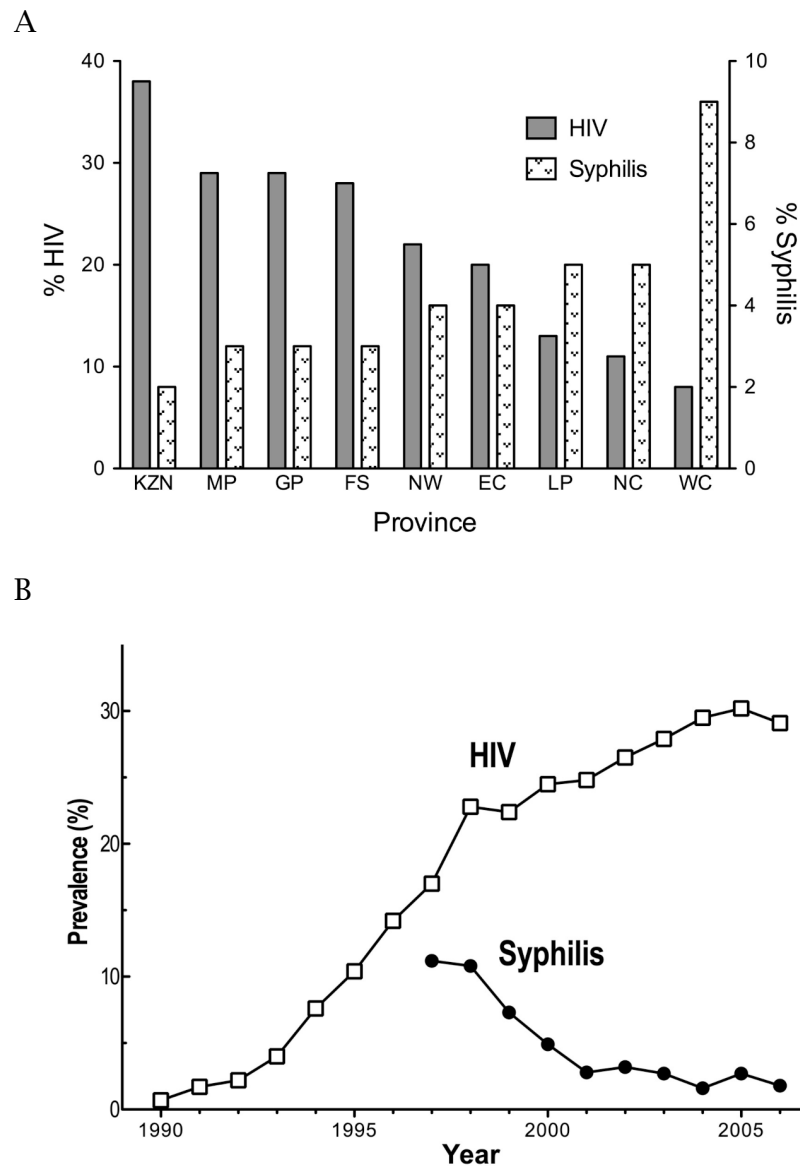 A
40
30
20
10
0
% HIV
HIV
Syphilis
10
8
6
4
2
0
% Syphilis
KZN MP GP FS NW EC LP NC WC
Province
B
30
20
10
0
Prevalence (%)
HIV
Syphilis
1990 1995 2000 2005
Year